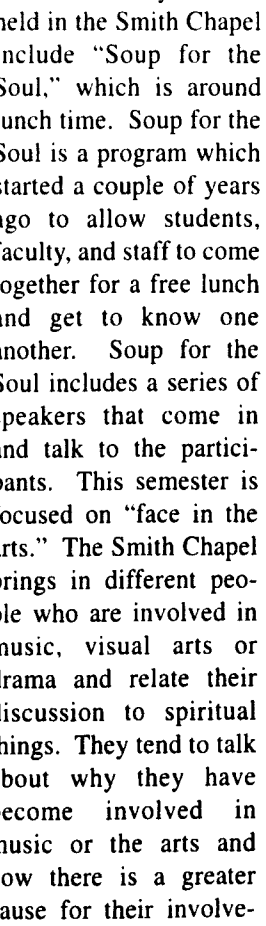 held in the Smith Chapel
include “Soup for the
Soul,” which is around
lunch time. Soup for the
Soul is a program which
started a couple of years
ago to allow students,
faculty, and staff to come
together for a free lunch
and get to know one
another. Soup for the
Soul includes a series of
speakers that come in
and talk to the partici-
pants. This semester is
focused on “face in the
arts.” The Smith Chapel
brings in different peo-
ple who are involved in
music, visual arts or
drama and relate their
discussion to spiritual
things. They tend to talk
about why they have
become involved in
music or the arts and
how there is a greater
cause for their involve-